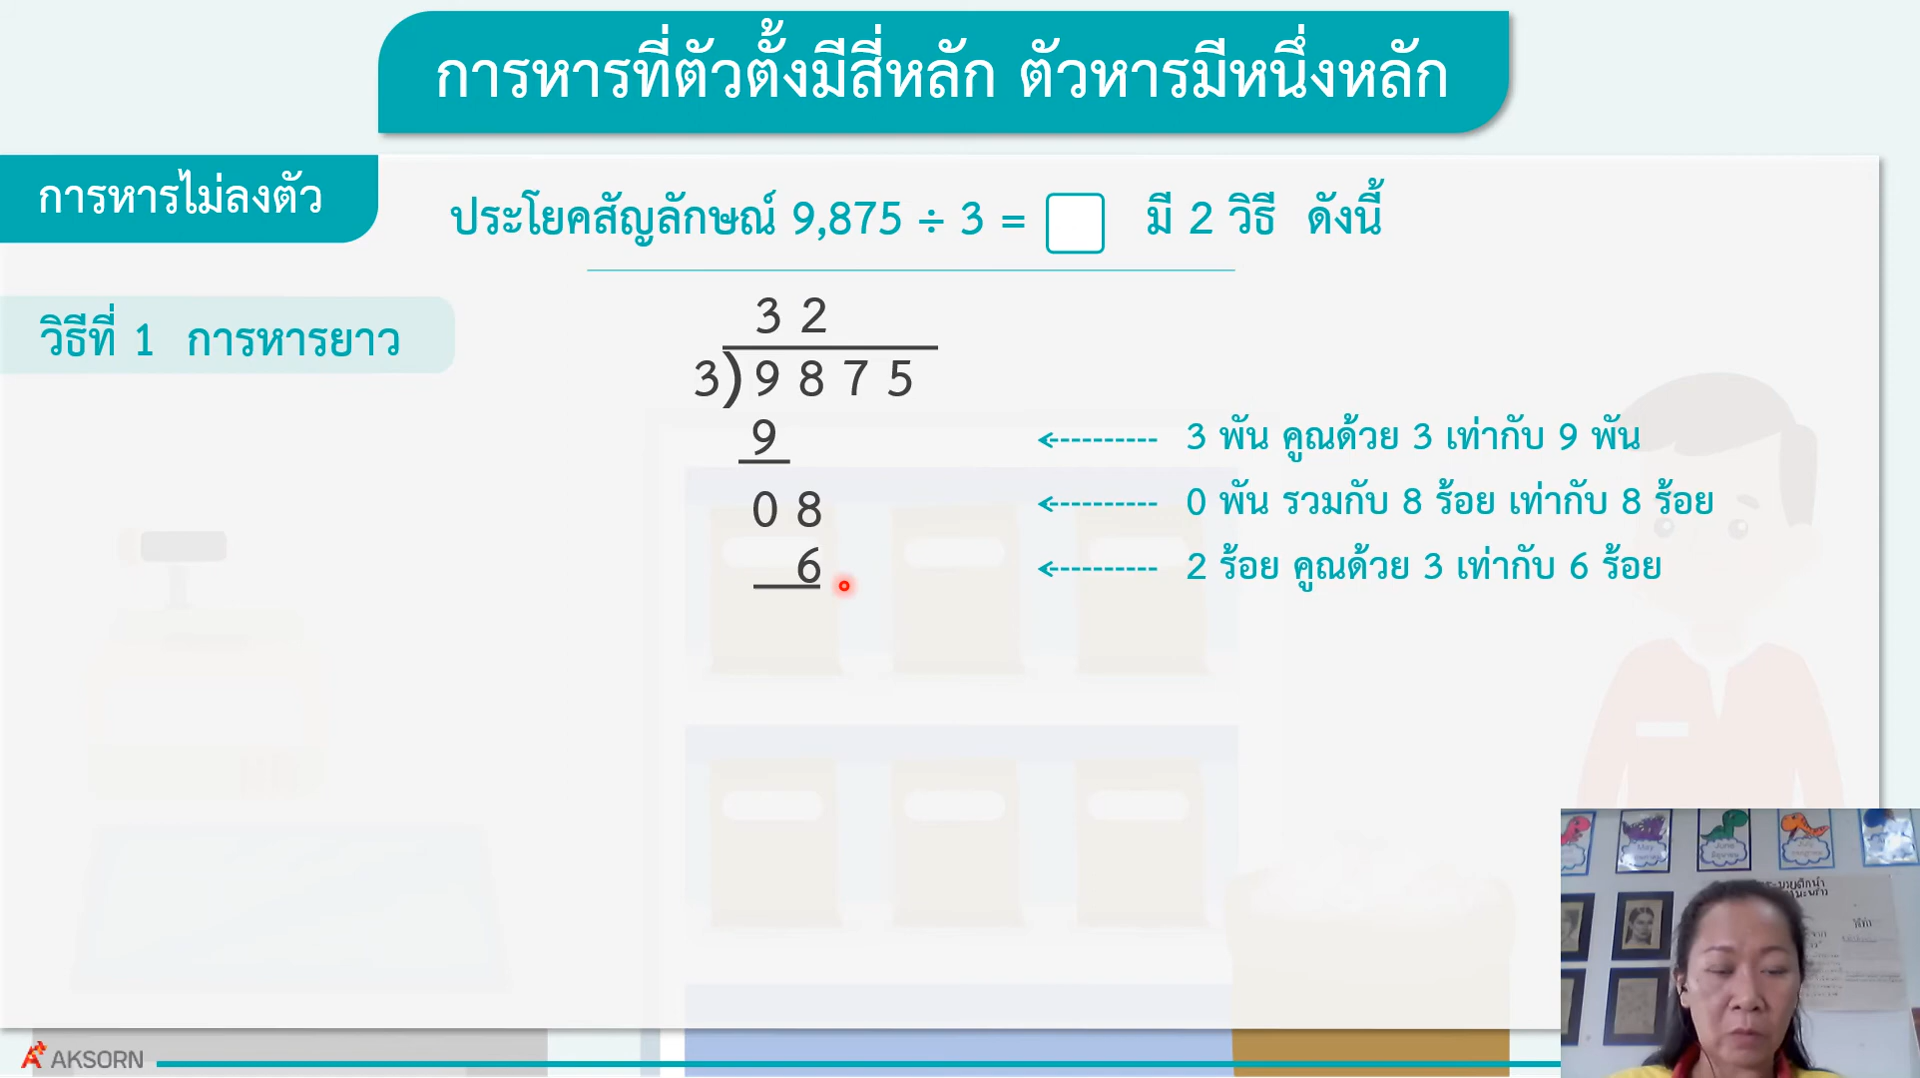 การหารที่ตัวตั้งมีสี่หลัก ตัวหารมีหนึ่งหลัก
การหารไม่ลงตัว
ประโยคสัญลักษณ์ 9,875 ÷ 3 = มี 2 วิธี ดังนี้
วิธีที่ 1 การหารยาว
3 2
3 ) 9 8 7 5
9
3 พัน คูณด้วย 3 เท่ากับ 9 พัน
0 8
0 พัน รวมกับ 8 ร้อย เท่ากับ 8 ร้อย
6
2 ร้อย คูณด้วย 3 เท่ากับ 6 ร้อย
May
June
July
AKSORN